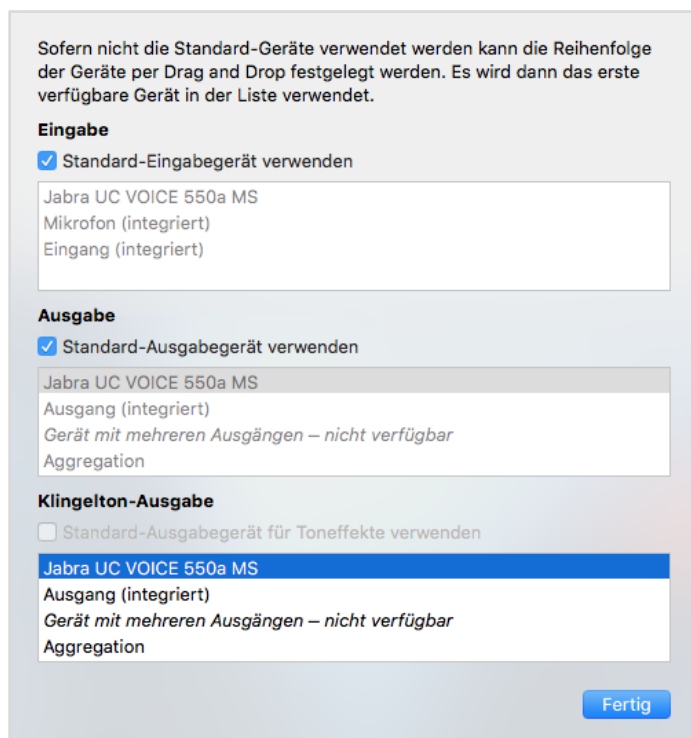 Sofern nicht die Standard-Geräte verwendet werden kann die Reihenfolge
der Geräte per Drag and Drop festgelegt werden. Es wird dann das erste
verfügbare Gerät in der Liste verwendet.
Eingabe
Standard-Eingabegerät verwenden
Jabra UC VOICE 550a MS
Mikrofon (integriert)
Eingang (integriert)
Ausgabe
Standard-Ausgabegerät verwenden
Jabra UC VOICE 550a MS
Ausgang (integriert)
Gerät mit mehreren Ausgängen – nicht verfügbar
Aggregation
Klingelton-Ausgabe
Standard-Ausgabegerät für Toneffekte verwenden
Jabra UC VOICE 550a MS
Ausgang (integriert)
Gerät mit mehreren Ausgängen – nicht verfügbar
Aggregation
Fertig